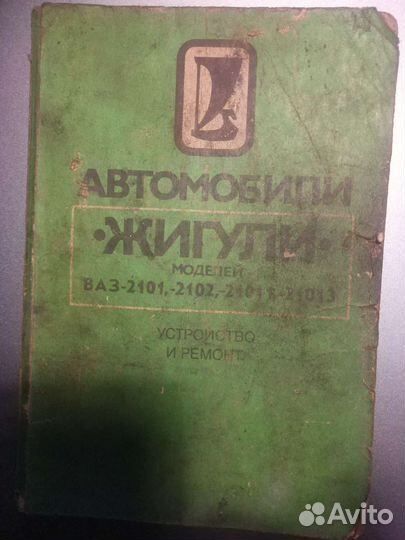 АВТОМОБИЛИ
•ЖИГУЛИ•
МОДЕЛЕЙ
ВАЗ-2101,-2102,-21011,-21013
УСТРОЙСТВО
И РЕМОНТ
Avito